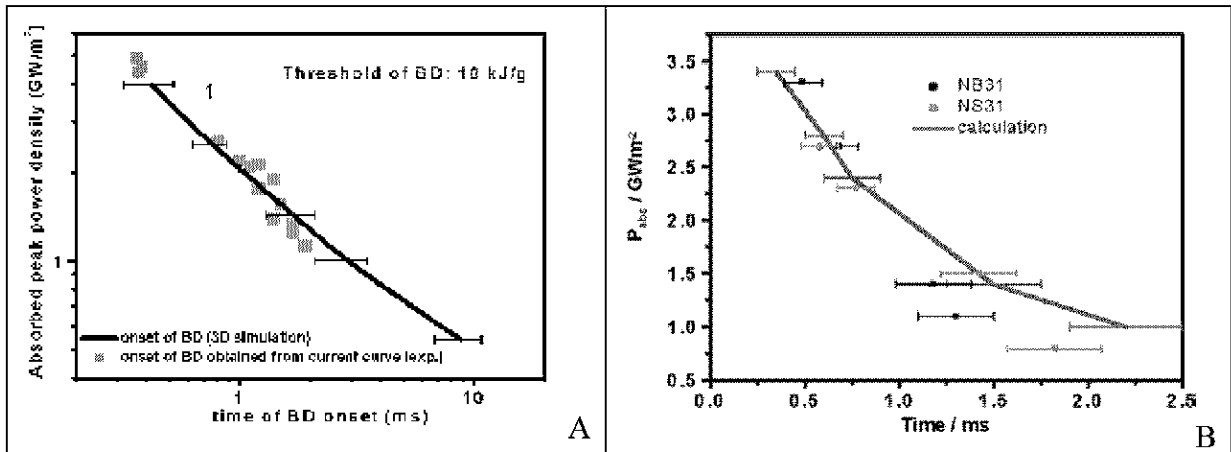 Absorbed peak power density (GW/m²)
Threshold of BD: 10 kJ/g
1
1
onset of BD (3D simulation)
onset of BD obtained from current curve (exp.)
1
10
time of BD onset (ms)
A
P_abs / GWm⁻²
3.5
3.0
2.5
2.0
1.5
1.0
0.5
NB31
NS31
calculation
0.0
0.5
1.0
1.5
2.0
2.5
Time / ms
B